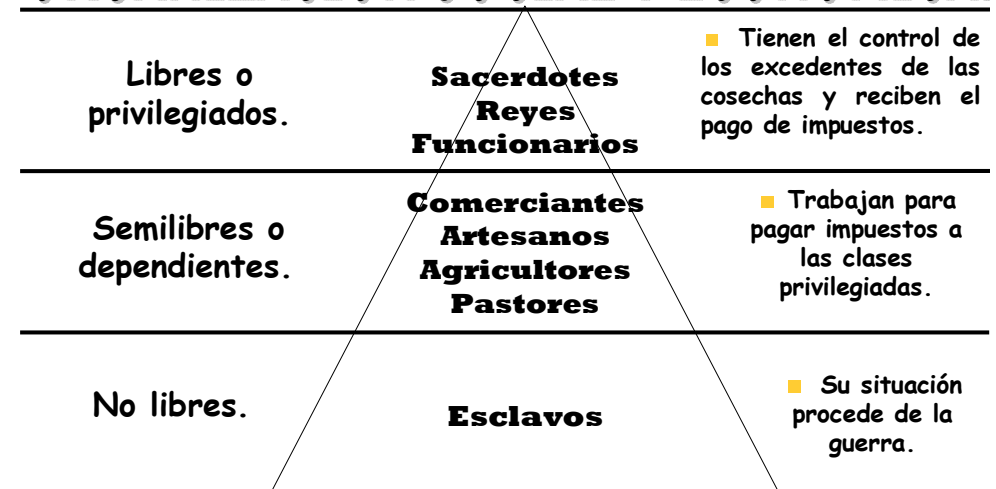 Libres o
privilegiados.
Sacerdotes
Reyes
Funcionarios
Tienen el control de
los excedentes de las
cosechas y reciben el
pago de impuestos.
Semilibres o
dependientes.
Comerciantes
Artesanos
Agricultores
Pastores
Trabajan para
pagar impuestos a
las clases
privilegiadas.
No libres.
Esclavos
Su situación
procede de la
guerra.